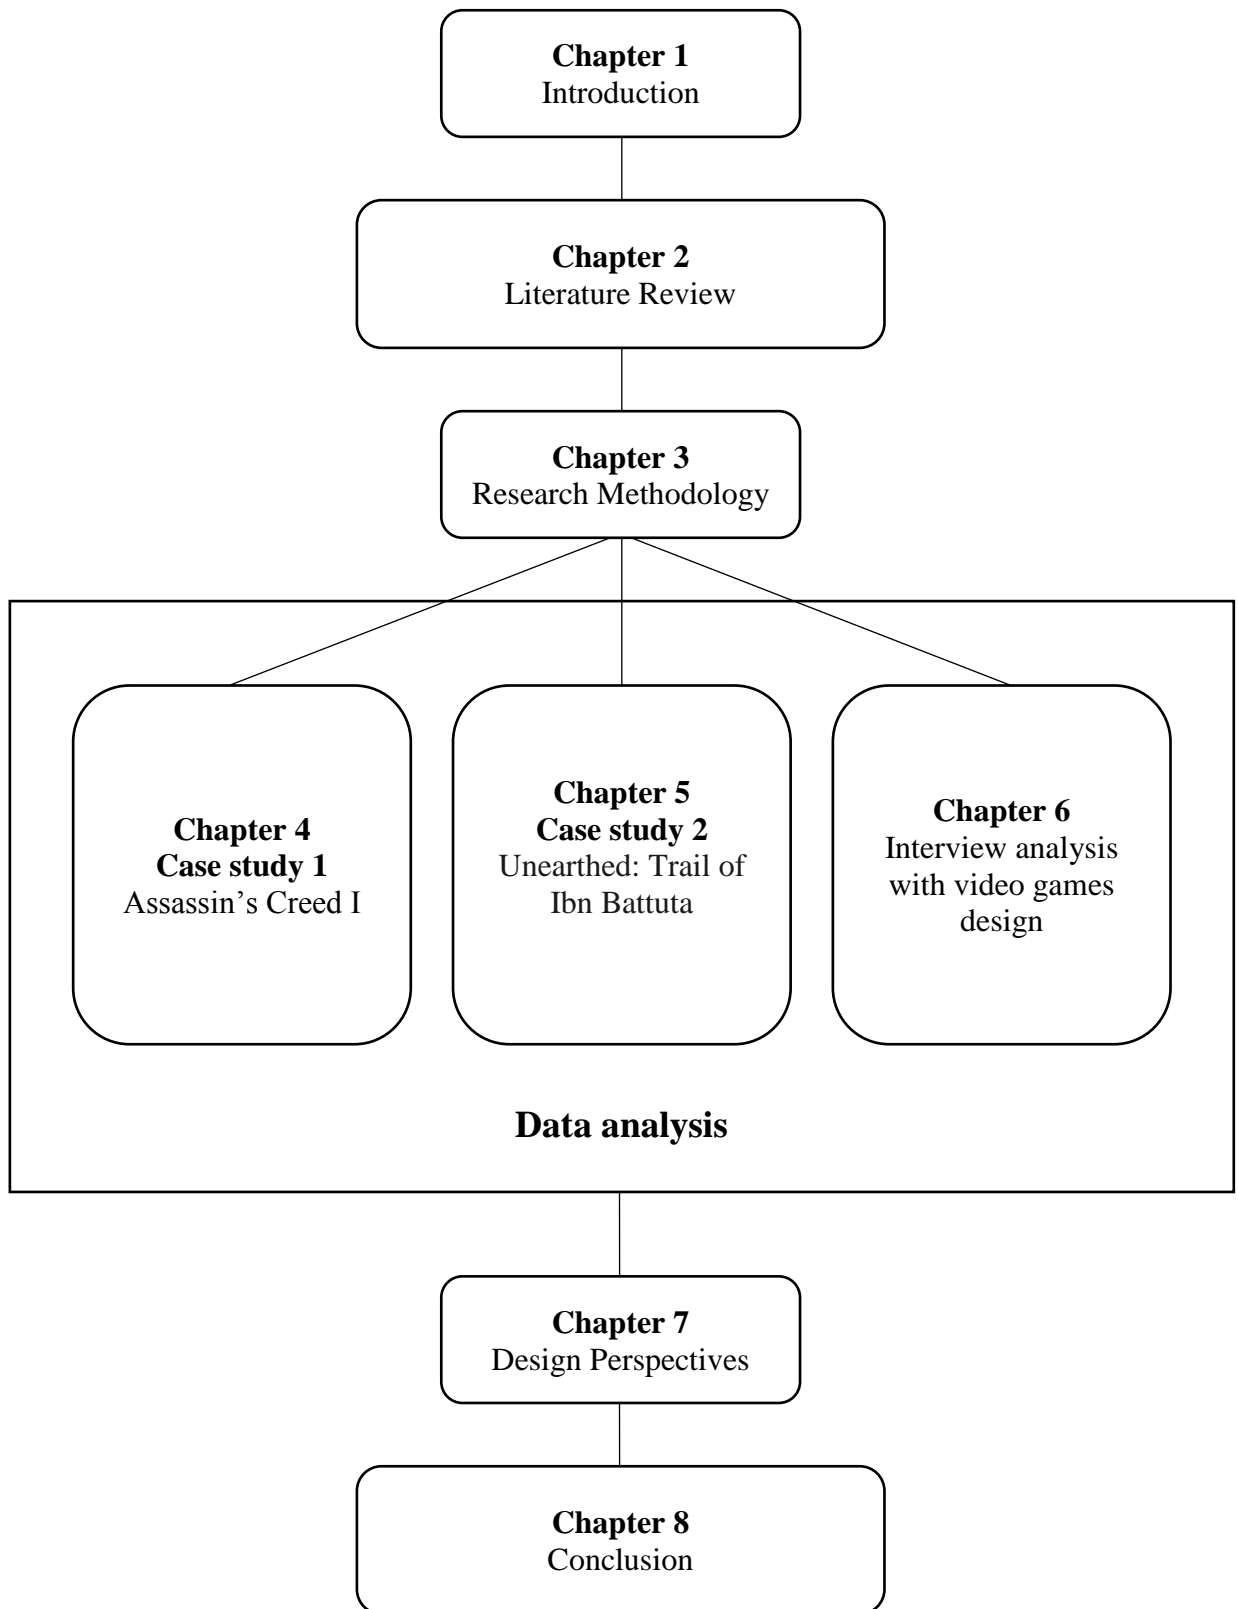 Chapter 1
Introduction
Chapter 2
Literature Review
Chapter 3
Research Methodology
Chapter 4
Case study 1
Assassin’s Creed I
Chapter 5
Case study 2
Unearthed: Trail of
Ibn Battuta
Chapter 6
Interview analysis
with video games
design
Data analysis
Chapter 7
Design Perspectives
Chapter 8
Conclusion